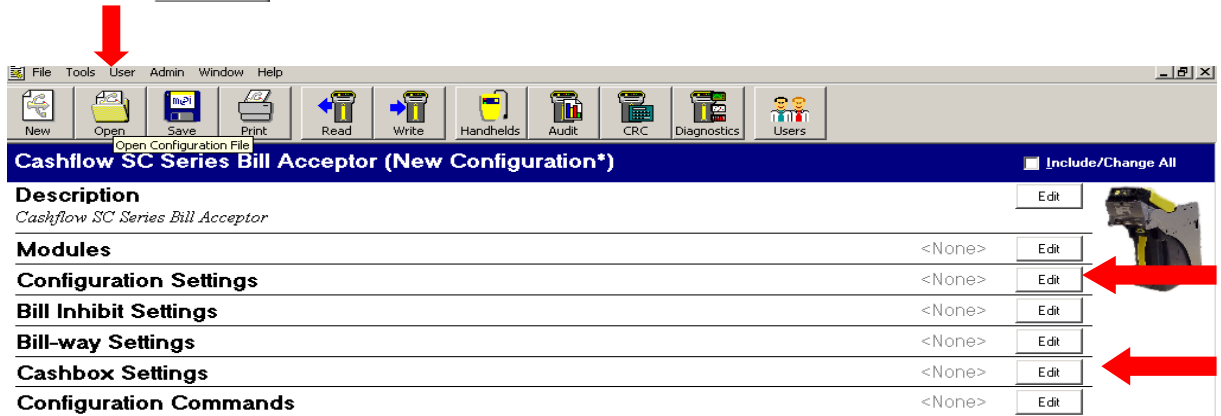 File Tools User Admin Window Help
New Open Save Print Read Write Handhelds Audit CRC Diagnostics Users
Open Configuration File
Cashflow SC Series Bill Acceptor (New Configuration*) Include/Change All
Description Edit
Cashflow SC Series Bill Acceptor
Modules <None> Edit
Configuration Settings <None> Edit
Bill Inhibit Settings <None> Edit
Bill-way Settings <None> Edit
Cashbox Settings <None> Edit
Configuration Commands <None> Edit